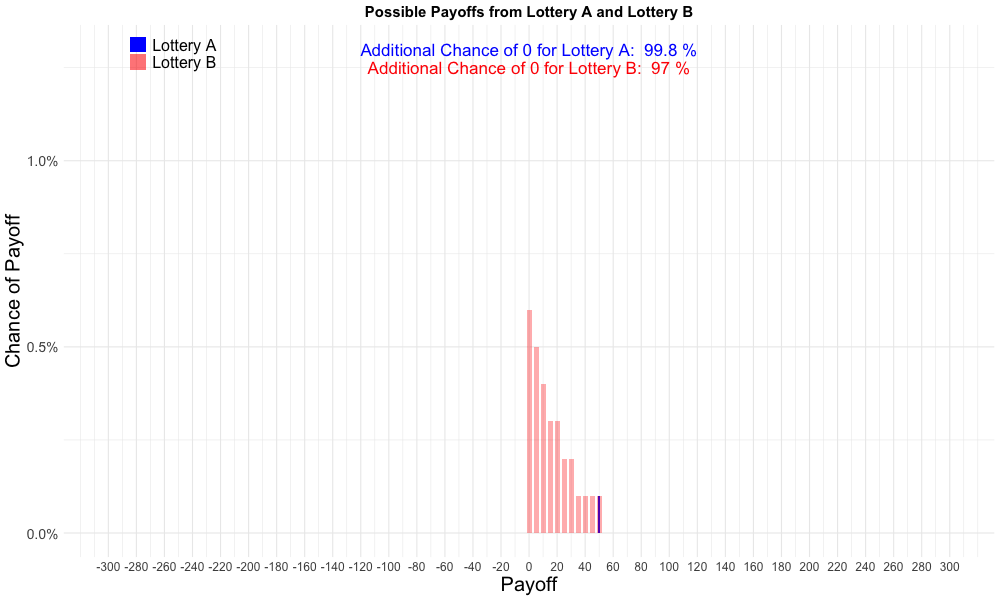 Possible Payoffs from Lottery A and Lottery B
Lottery A
Lottery B
Additional Chance of 0 for Lottery A:  99.8 %
Additional Chance of 0 for Lottery B:  97 %
Chance of Payoff
1.0%
0.5%
0.0%
-300 -280 -260 -240 -220 -200 -180 -160 -140 -120 -100 -80 -60 -40 -20 0 20 40 60 80 100 120 140 160 180 200 220 240 260 280 300
Payoff